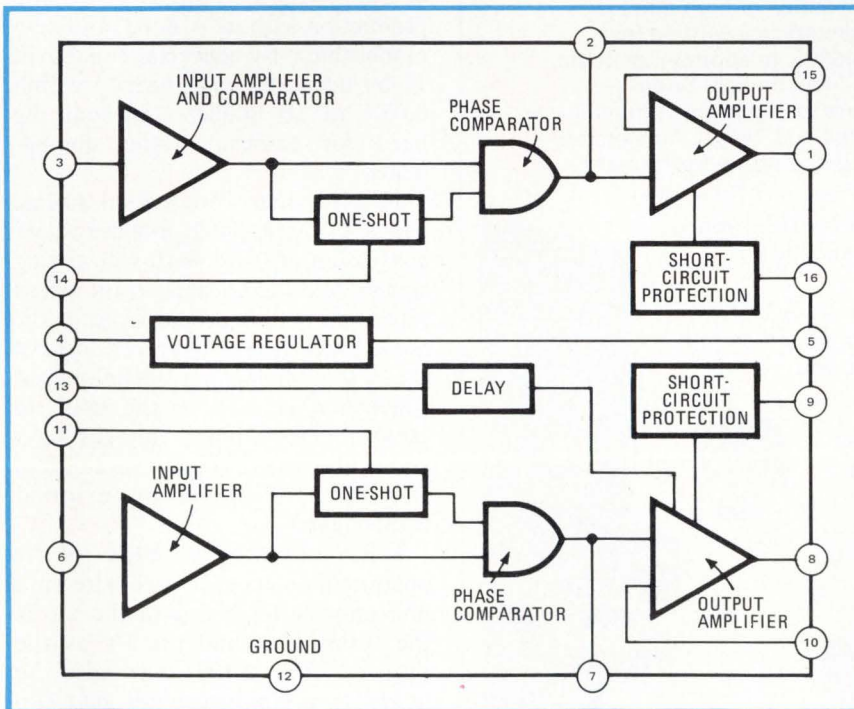 2
INPUT AMPLIFIER
AND COMPARATOR
PHASE
COMPARATOR
OUTPUT
AMPLIFIER
15
3
1
ONE-SHOT
14
SHORT-
CIRCUIT
PROTECTION
16
4
VOLTAGE REGULATOR
5
13
DELAY
SHORT-
CIRCUIT
PROTECTION
9
11
INPUT
AMPLIFIER
ONE-SHOT
6
8
PHASE
COMPARATOR
OUTPUT
AMPLIFIER
10
GROUND
12
7